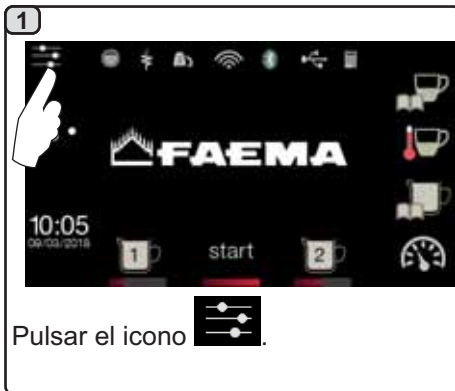 1
FAEMA
10:05
09/03/2018
1 start 2
Pulsar el icono .